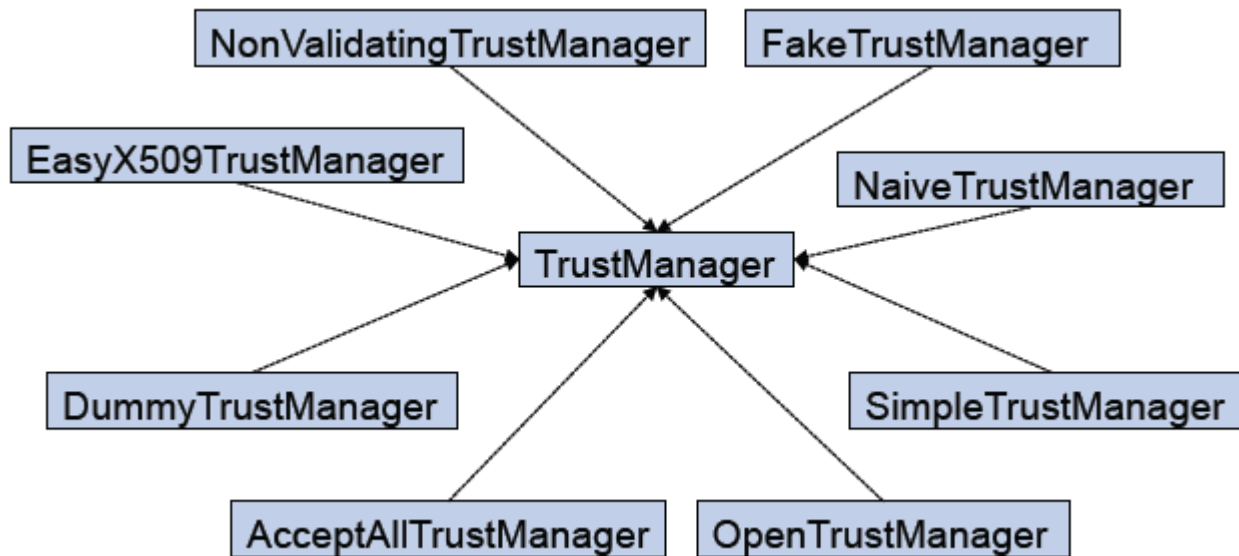 NonValidatingTrustManager
FakeTrustManager
EasyX509TrustManager
NaiveTrustManager
TrustManager
DummyTrustManager
SimpleTrustManager
AcceptAllTrustManager
OpenTrustManager